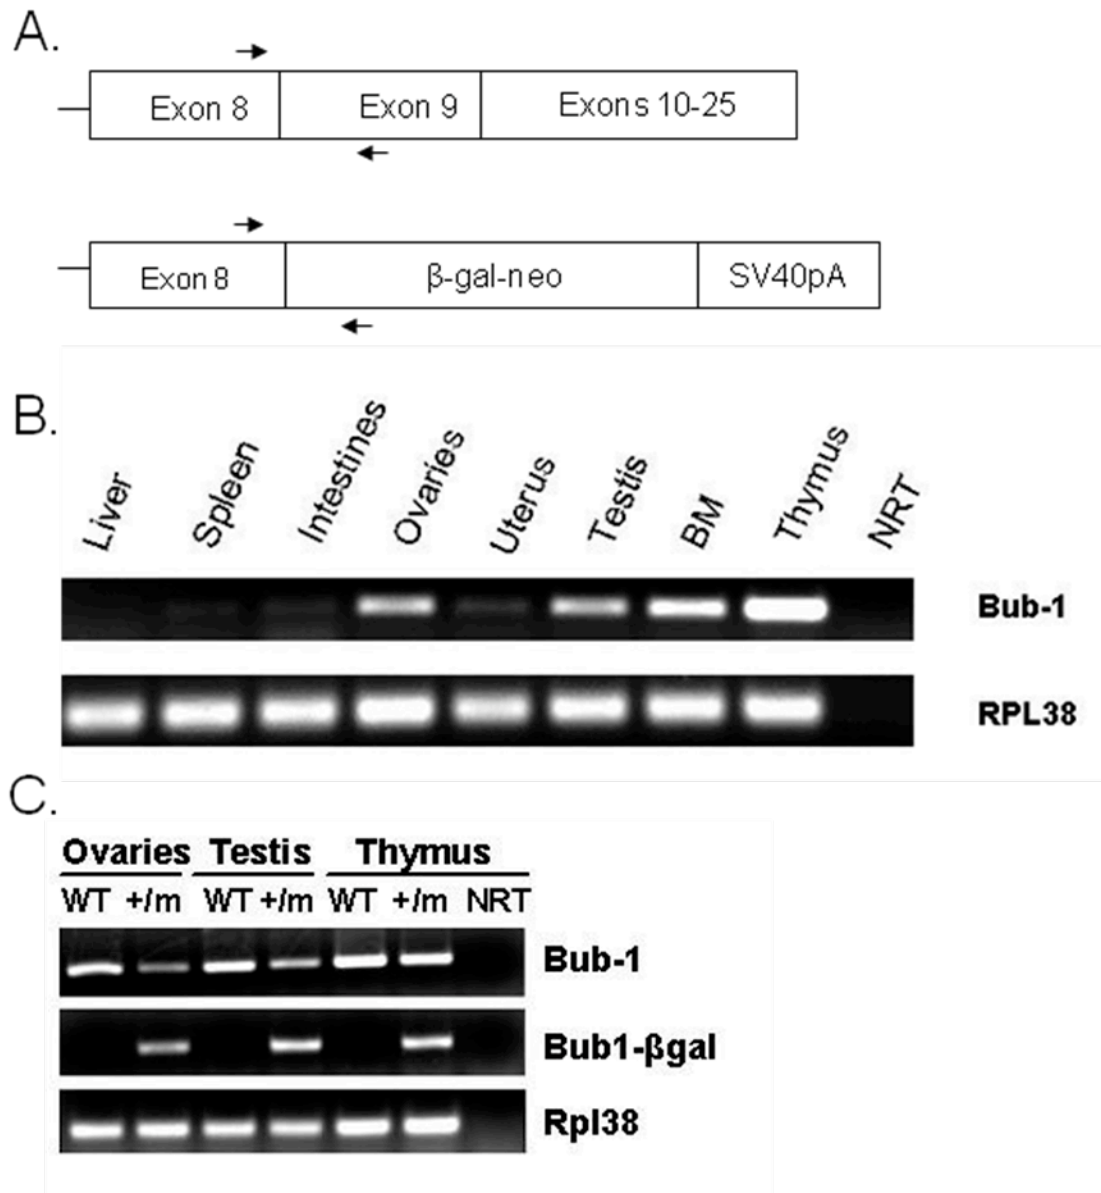 A.
Exon 8 Exon 9 Exons 10-25
Exon 8 β-gal-neo SV40pA
B.
Liver Spleen Intestines Ovaries Uterus Testis BM Thymus NRT
Bub-1
RPL38
C.
Ovaries Testis Thymus
WT +/m WT +/m WT +/m NRT
Bub-1
Bub1-βgal
Rpl38